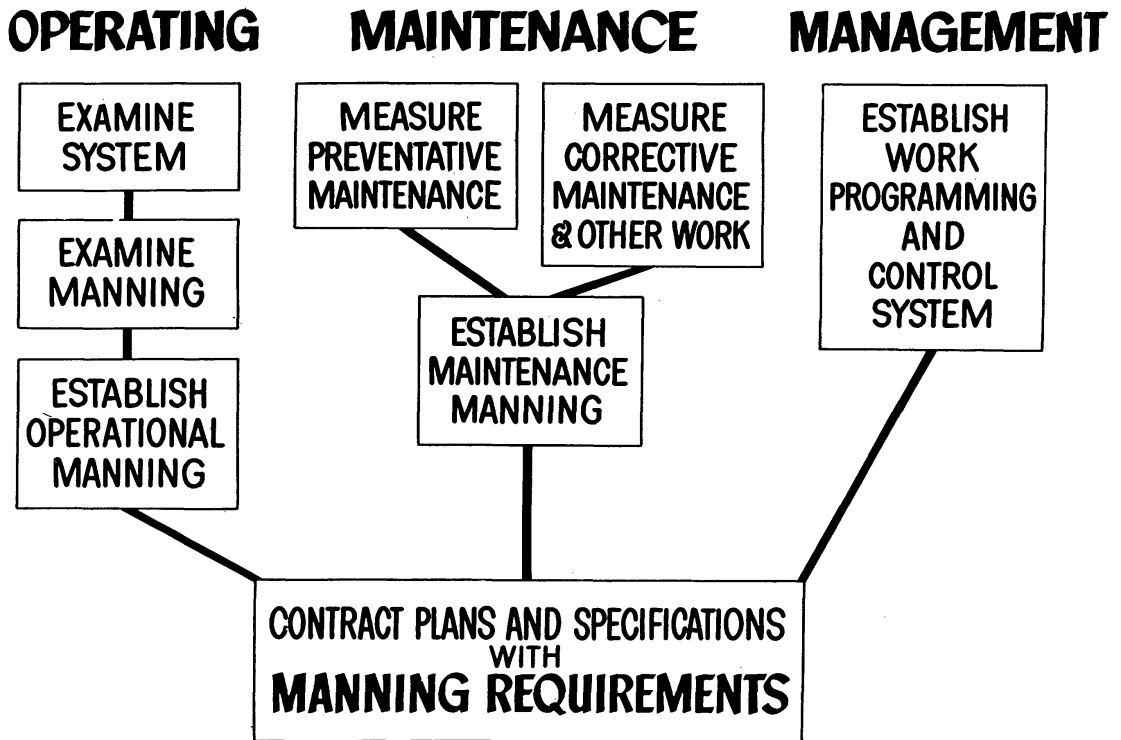 OPERATING
MAINTENANCE
MANAGEMENT
EXAMINE
SYSTEM
EXAMINE
MANNING
ESTABLISH
OPERATIONAL
MANNING
MEASURE
PREVENTATIVE
MAINTENANCE
MEASURE
CORRECTIVE
MAINTENANCE
& OTHER WORK
ESTABLISH
MAINTENANCE
MANNING
ESTABLISH
WORK
PROGRAMMING
AND
CONTROL
SYSTEM
CONTRACT PLANS AND SPECIFICATIONS
WITH
MANNING REQUIREMENTS